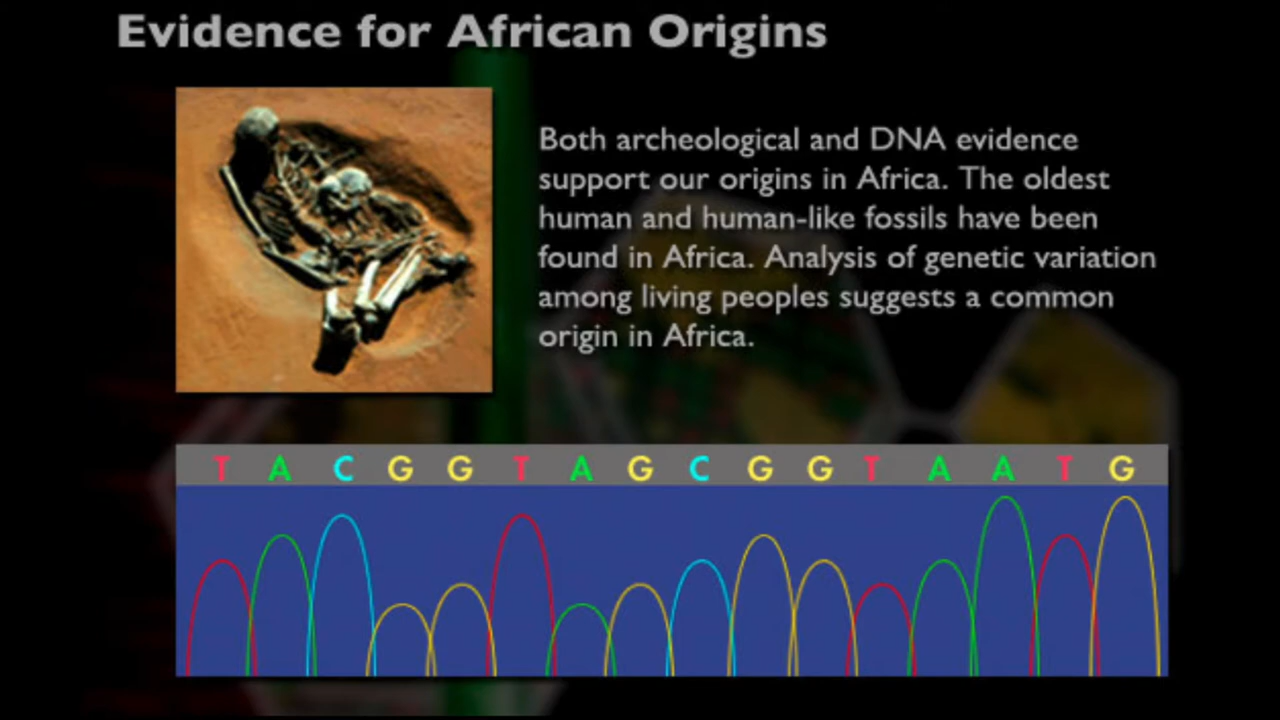 Evidence for African Origins
Both archeological and DNA evidence
support our origins in Africa. The oldest
human and human-like fossils have been
found in Africa. Analysis of genetic variation
among living peoples suggests a common
origin in Africa.
T A C G G T A G C G G T A A T G